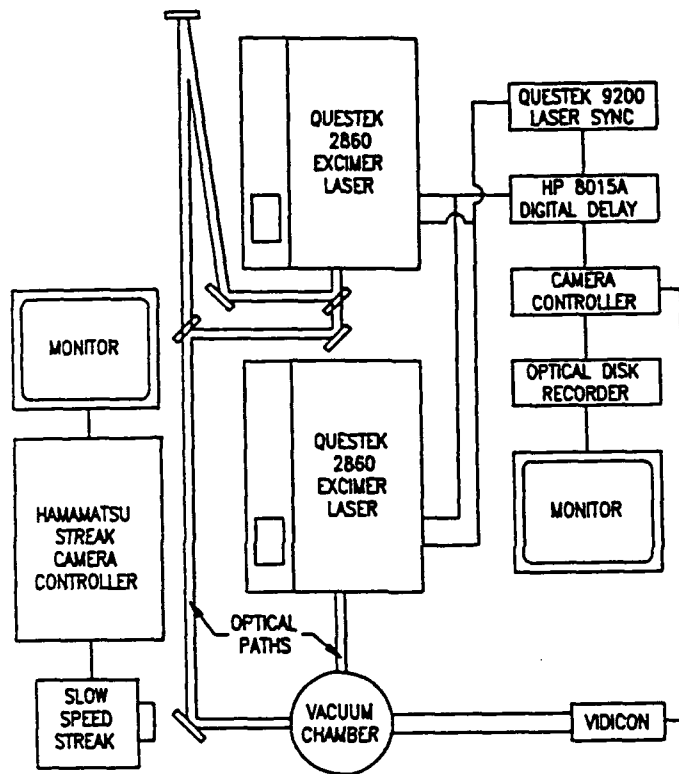 QUESTEK
2860
EXCIMER
LASER
QUESTEK 9200
LASER SYNC
HP 8015A
DIGITAL DELAY
CAMERA
CONTROLLER
OPTICAL DISK
RECORDER
MONITOR
MONITOR
HAMAMATSU
STREAK
CAMERA
CONTROLLER
SLOW
SPEED
STREAK
QUESTEK
2860
EXCIMER
LASER
OPTICAL
PATHS
VACUUM
CHAMBER
VIDICON